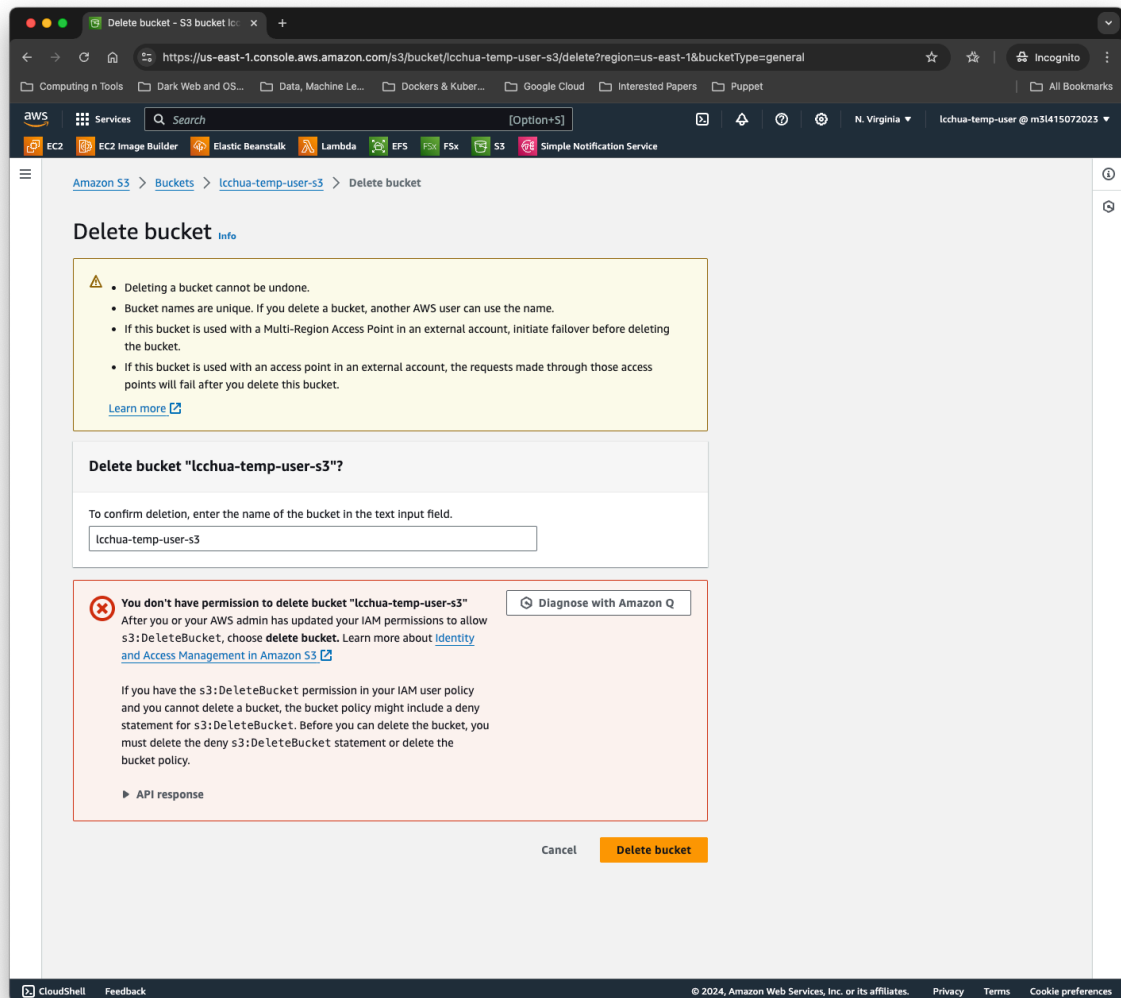 Delete bucket - S3 bucket lcc
https://us-east-1.console.aws.amazon.com/s3/bucket/lcchua-temp-user-s3/delete?region=us-east-1&bucketType=general
Incognito
Computing n Tools
Dark Web and OS...
Data, Machine Le...
Dockers & Kuber...
Google Cloud
Interested Papers
Puppet
All Bookmarks
aws
Services
Search
[Option+S]
N. Virginia
lcchua-temp-user @ m3l415072023
EC2
EC2 Image Builder
Elastic Beanstalk
Lambda
EFS
FSx
FSx
S3
Simple Notification Service
Amazon S3 > Buckets > lcchua-temp-user-s3 > Delete bucket
Delete bucket Info
• Deleting a bucket cannot be undone.
• Bucket names are unique. If you delete a bucket, another AWS user can use the name.
• If this bucket is used with a Multi-Region Access Point in an external account, initiate failover before deleting
the bucket.
• If this bucket is used with an access point in an external account, the requests made through those access
points will fail after you delete this bucket.
Learn more
Delete bucket "lcchua-temp-user-s3"?
To confirm deletion, enter the name of the bucket in the text input field.
lcchua-temp-user-s3
You don't have permission to delete bucket "lcchua-temp-user-s3"
After you or your AWS admin has updated your IAM permissions to allow
s3:DeleteBucket, choose delete bucket. Learn more about Identity
and Access Management in Amazon S3
Diagnose with Amazon Q
If you have the s3:DeleteBucket permission in your IAM user policy
and you cannot delete a bucket, the bucket policy might include a deny
statement for s3:DeleteBucket. Before you can delete the bucket, you
must delete the deny s3:DeleteBucket statement or delete the
bucket policy.
API response
Cancel
Delete bucket
CloudShell
Feedback
© 2024, Amazon Web Services, Inc. or its affiliates.
Privacy
Terms
Cookie preferences